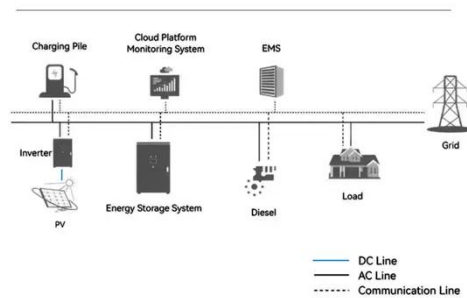 Charging Pile
Cloud Platform
Monitoring System
EMS
Grid
Inverter
PV
Energy Storage System
Diesel
Load
DC Line
AC Line
Communication Line